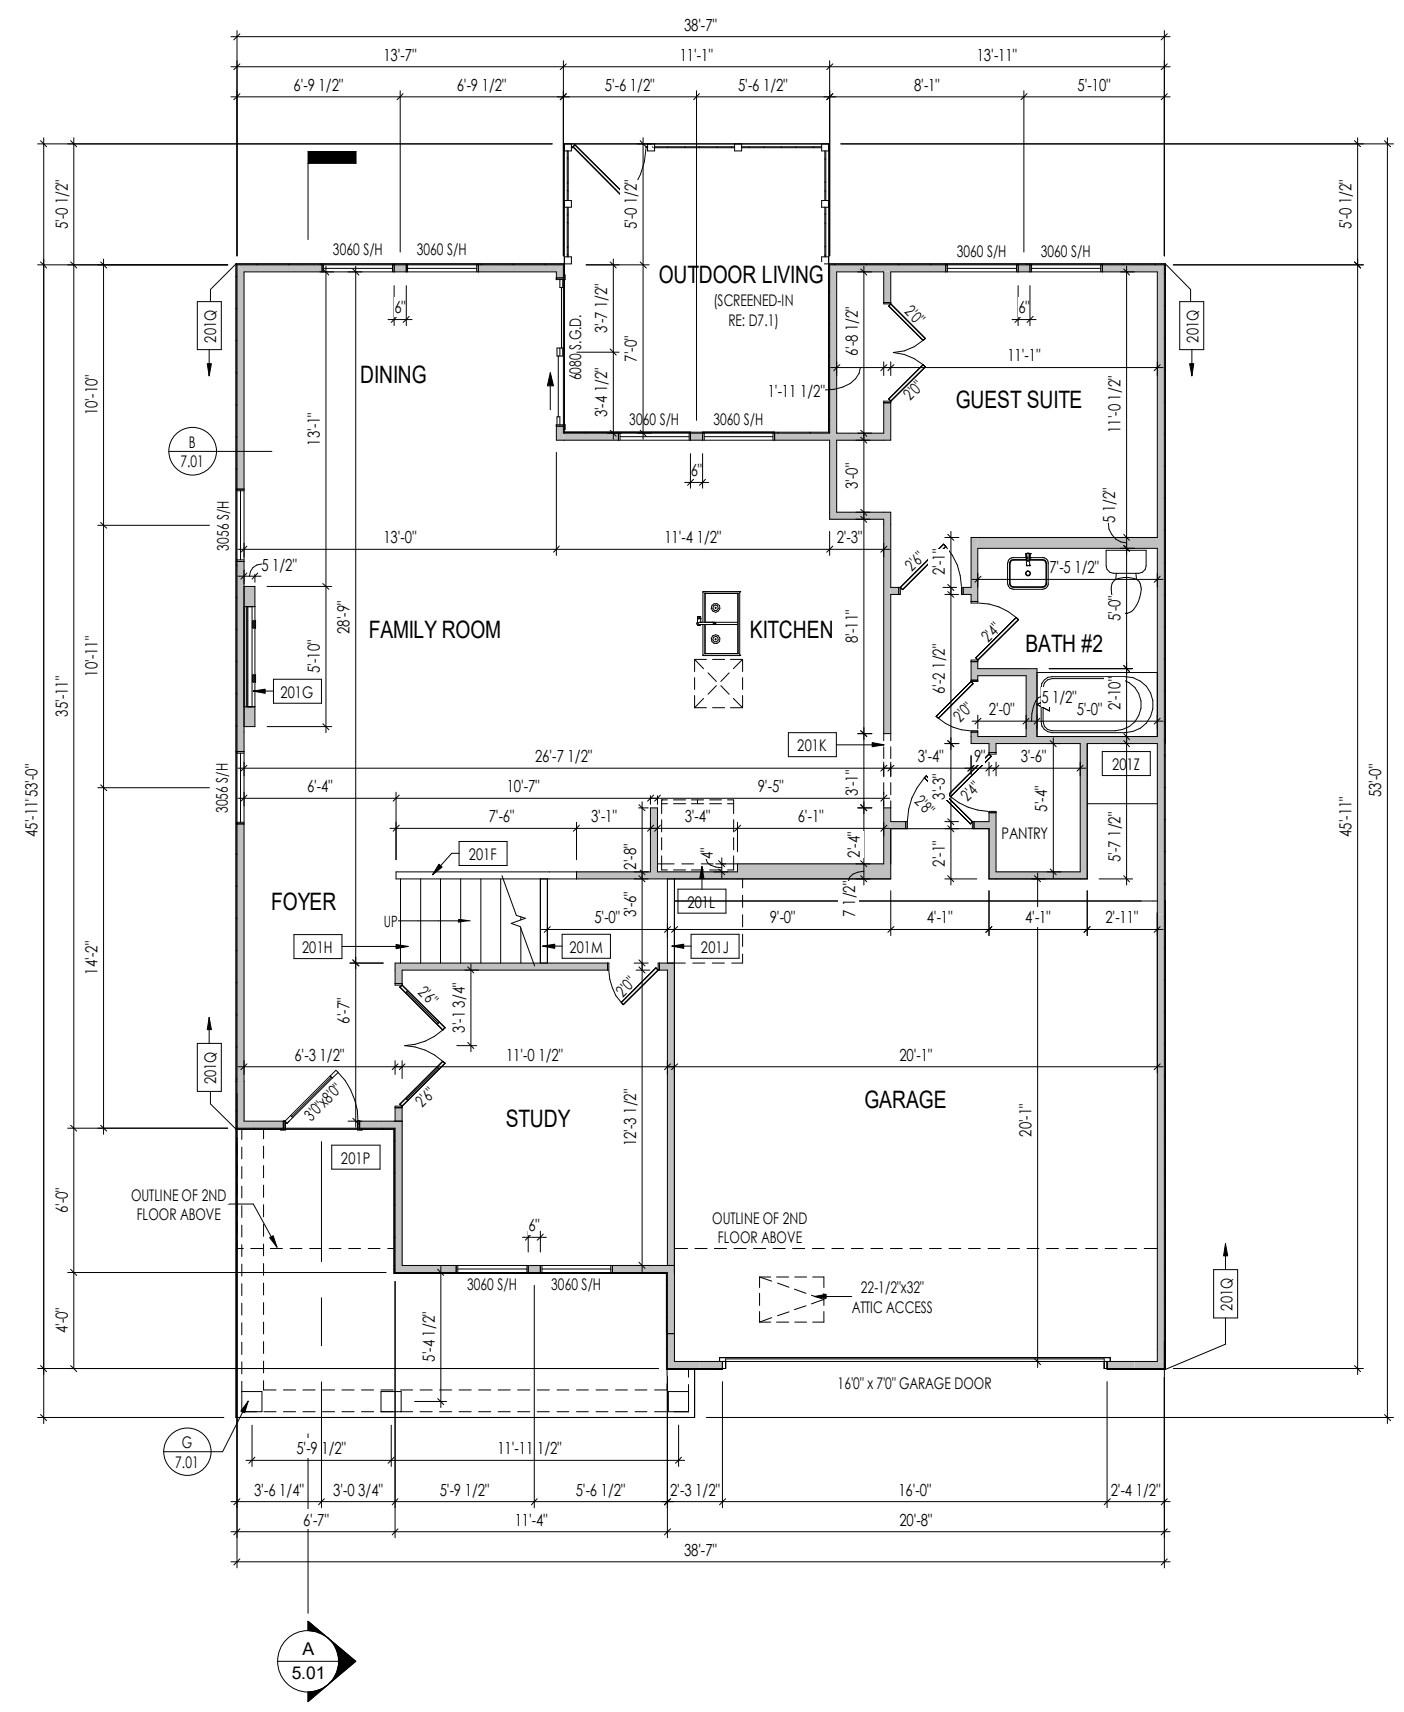 38'-7"
13'-7"
11'-1"
13'-11"
6'-9 1/2"
6'-9 1/2"
5'-6 1/2"
5'-6 1/2"
8'-1"
5'-10"
5'-0 1/2"
5'-0 1/2"
5'-0 1/2"
3060 S/H
3060 S/H
3060 S/H
3060 S/H
OUTDOOR LIVING
(SCREENED-IN
RE: D7.1)
201Q
6"
6080 S.G.D.
3'-7 1/2"
7'-0"
3'-4 1/2"
6'-8 1/2"
2'0"
6"
201Q
11'-1"
DINING
1'-11 1/2"
2'0"
GUEST SUITE
10'-10"
13'-1"
11'-0 1/2"
3060 S/H
3060 S/H
B
7.01
6"
3'-0"
3056 S/H
5 1/2"
13'-0"
11'-4 1/2"
2'-3"
5 1/2"
2'6"
2'-1"
7'-5 1/2"
28'-9"
5'-0"
FAMILY ROOM
KITCHEN
8'-11"
2'4"
BATH #2
10'-11"
5'-10"
6'-2 1/2"
35'-11"
201G
2'0"
2'-0"
5 1/2"
5'-0"
2'-10"
45'-11"
53'-0"
201K
26'-7 1/2"
3'-4"
9"
3'-6"
201Z
3056 S/H
6'-4"
10'-7"
9'-5"
3'-1"
3'-3"
2'8"
2'4"
5'-4"
53'-0"
45'-11"
7'-6"
3'-1"
3'-4"
6'-1"
PANTRY
201F
2'-8"
4"
2'-4"
2'-1"
5'-7 1/2"
FOYER
UP
3'-6"
201L
7 1/2"
5'-0"
9'-0"
4'-1"
4'-1"
2'-11"
201H
201M
201J
14'-2"
2'6"
2'0"
6'-7"
3'-1 3/4"
201Q
6'-3 1/2"
11'-0 1/2"
20'-1"
3'0"x8'0"
2'6"
STUDY
12'-3 1/2"
GARAGE
20'-1"
201P
OUTLINE OF 2ND
FLOOR ABOVE
6'-0"
6"
OUTLINE OF 2ND
FLOOR ABOVE
3060 S/H
3060 S/H
22-1/2"x32"
ATTIC ACCESS
201Q
4'-0"
5'-4 1/2"
16'0" x 7'0" GARAGE DOOR
G
7.01
5'-9 1/2"
11'-11 1/2"
3'-6 1/4"
3'-0 3/4"
5'-9 1/2"
5'-6 1/2"
2'-3 1/2"
16'-0"
2'-4 1/2"
6'-7"
11'-4"
20'-8"
38'-7"
A
5.01